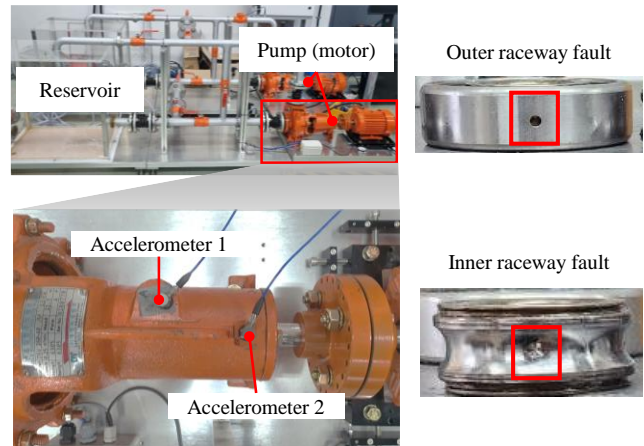 Pump (motor)
Outer raceway fault
Reservoir
Accelerometer 1
Inner raceway fault
Accelerometer 2